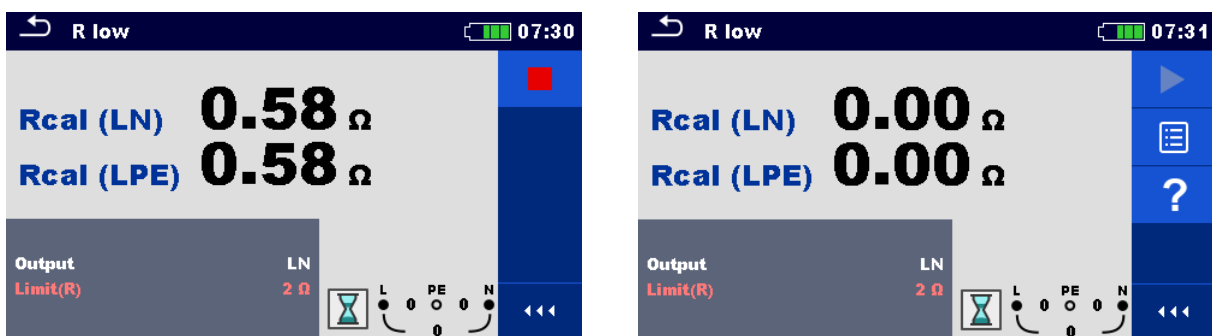 R low 07:30
Rcal (LN) 0.58 Ω
Rcal (LPE) 0.58 Ω
Output LN
Limit(R) 2 Ω
L PE N
0 0
0
R low 07:31
Rcal (LN) 0.00 Ω
Rcal (LPE) 0.00 Ω
?
Output LN
Limit(R) 2 Ω
L PE N
0 0
0